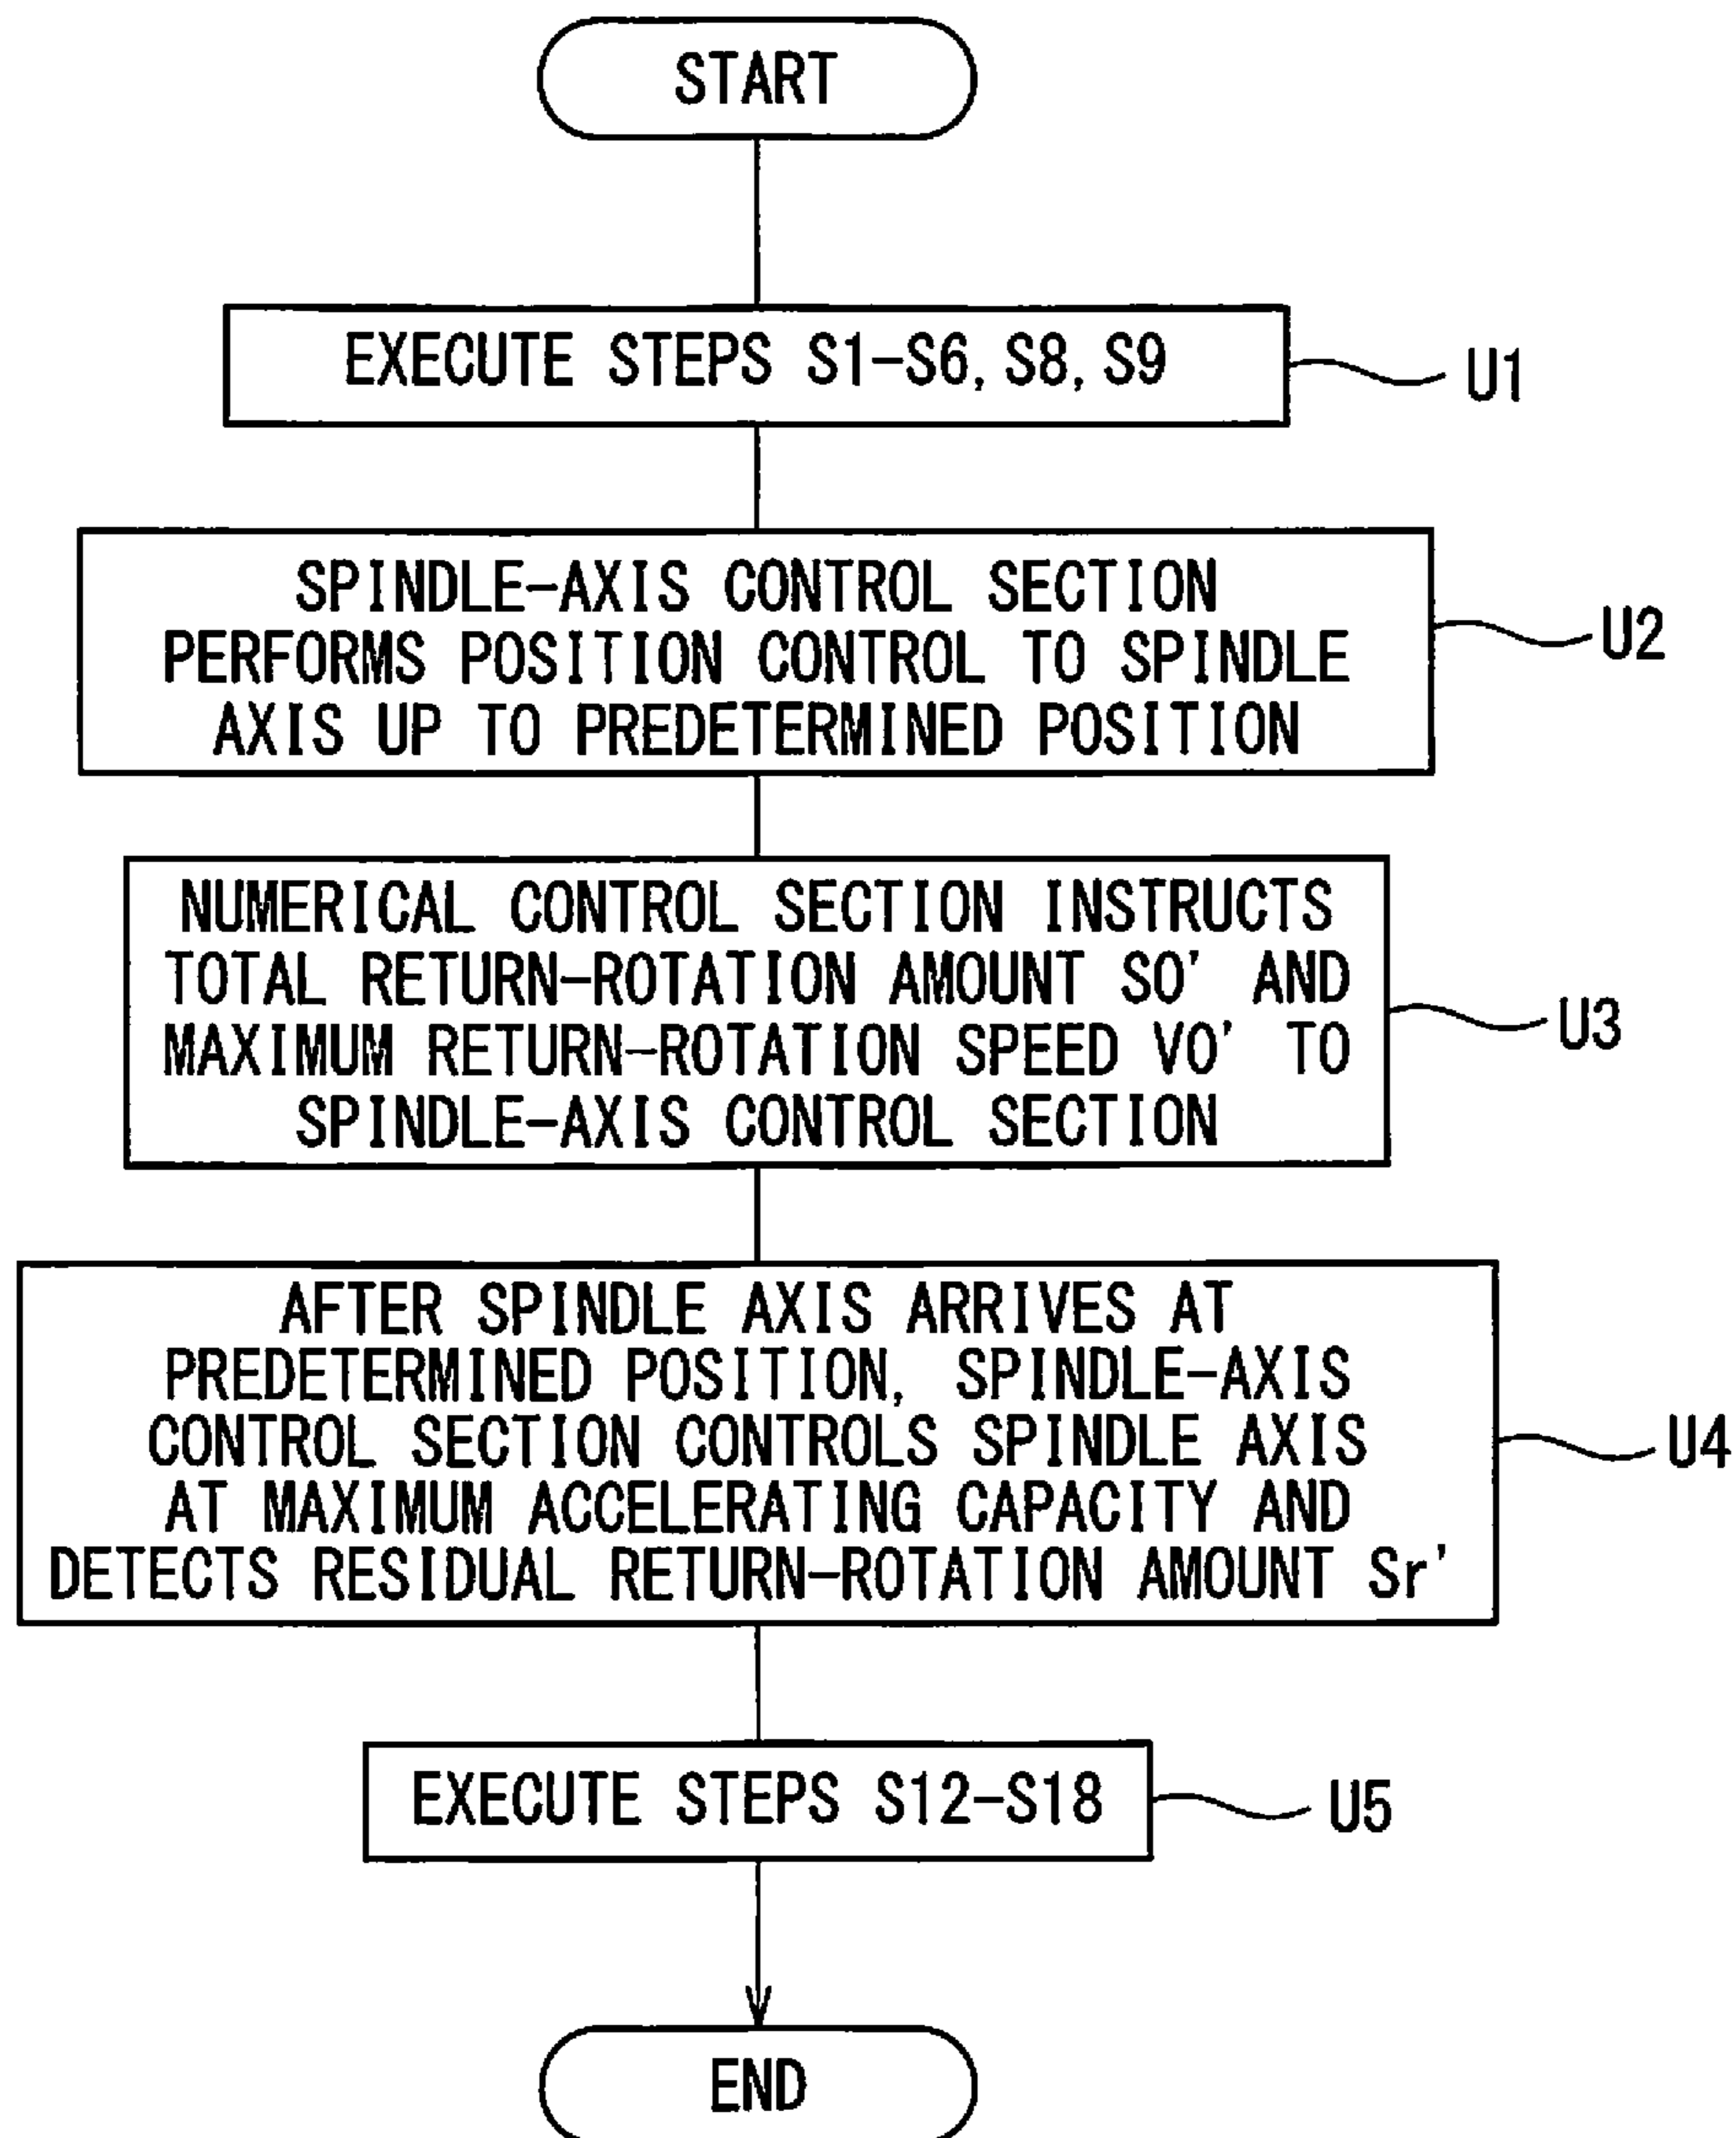 START
EXECUTE STEPS S1-S6, S8, S9
U1
SPINDLE-AXIS CONTROL SECTION
PERFORMS POSITION CONTROL TO SPINDLE
AXIS UP TO PREDETERMINED POSITION
U2
NUMERICAL CONTROL SECTION INSTRUCTS
TOTAL RETURN-ROTATION AMOUNT S0' AND
MAXIMUM RETURN-ROTATION SPEED V0' TO
SPINDLE-AXIS CONTROL SECTION
U3
AFTER SPINDLE AXIS ARRIVES AT
PREDETERMINED POSITION, SPINDLE-AXIS
CONTROL SECTION CONTROLS SPINDLE AXIS
AT MAXIMUM ACCELERATING CAPACITY AND
DETECTS RESIDUAL RETURN-ROTATION AMOUNT Sr'
U4
EXECUTE STEPS S12-S18
U5
END